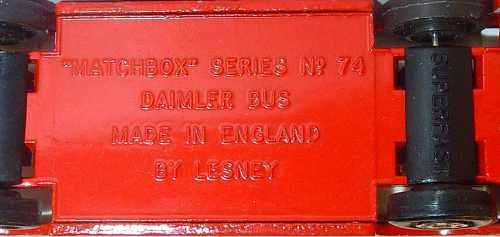 "MATCHBOX" SERIES Nº 74
DAIMLER BUS
MADE IN ENGLAND
BY LESNEY
SUPERFAST